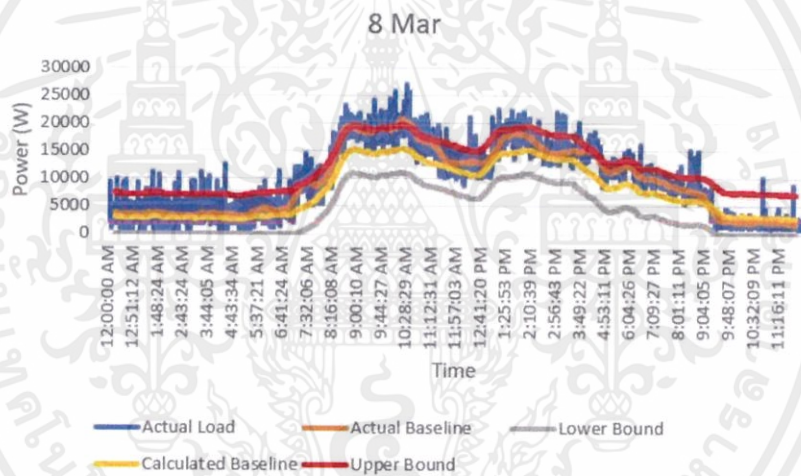 8 Mar
30000
25000
20000
15000
10000
5000
0
Power (W)
12:00:00 AM
12:51:12 AM
1:48:24 AM
2:43:24 AM
3:44:05 AM
4:43:34 AM
5:37:21 AM
6:41:24 AM
7:32:06 AM
8:16:08 AM
9:00:10 AM
9:44:27 AM
10:28:29 AM
11:12:31 AM
11:57:03 AM
12:41:20 PM
1:25:53 PM
2:10:39 PM
2:56:43 PM
3:49:22 PM
4:53:11 PM
6:04:26 PM
7:09:27 PM
8:01:11 PM
9:04:05 PM
9:48:07 PM
10:32:09 PM
11:16:11 PM
Time
Actual Load Actual Baseline Lower Bound
Calculated Baseline Upper Bound